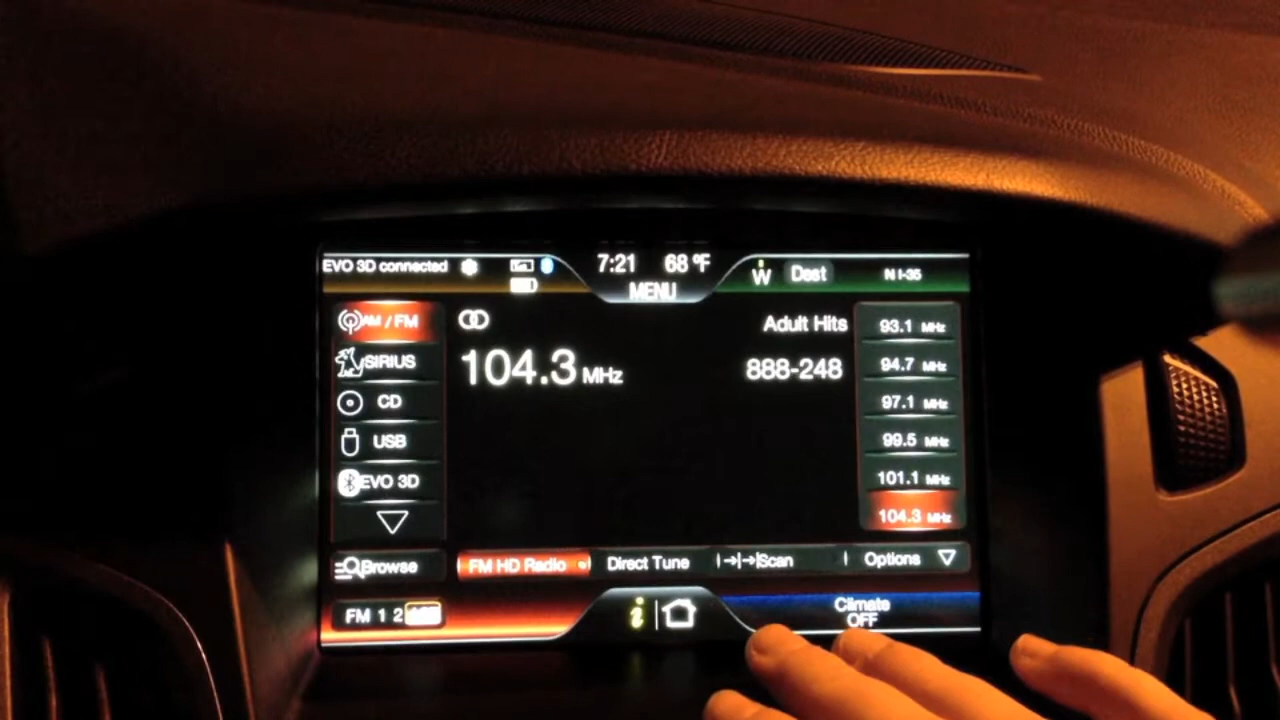 EVO 3D connected
7:21 68 °F
MENU
W Dest
N I-35
AM / FM
SIRIUS
CD
USB
EVO 3D
Browse
104.3 MHz
Adult Hits
888-248
93.1 MHz
94.7 MHz
97.1 MHz
99.5 MHz
101.1 MHz
104.3 MHz
FM HD Radio
Direct Tune
Scan
Options
FM 1 2
i
Climate
OFF